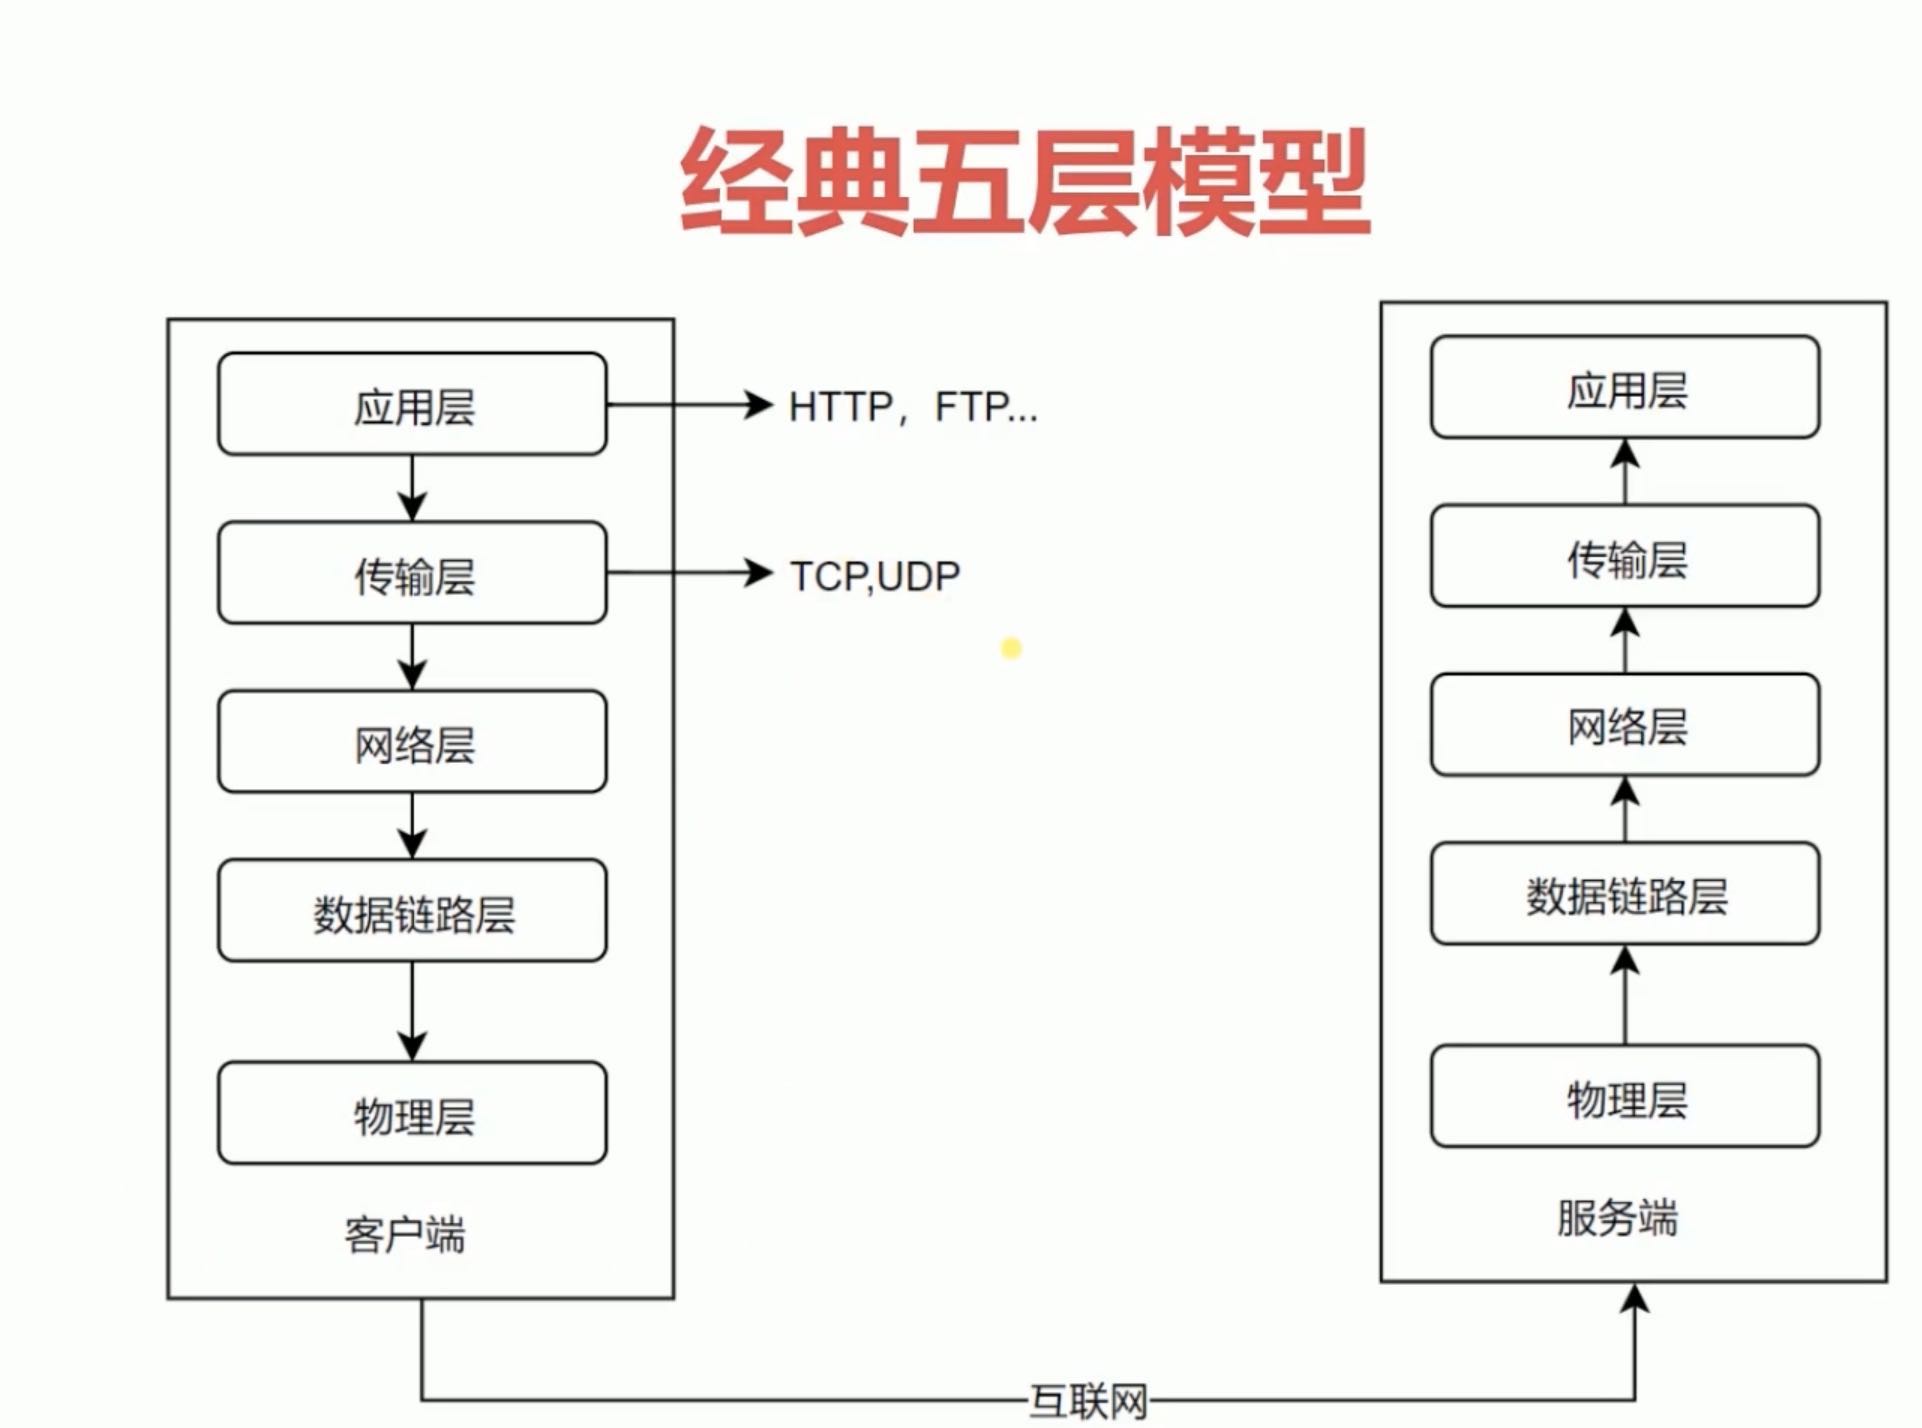 经典五层模型
应用层
HTTP，FTP...
传输层
TCP,UDP
网络层
数据链路层
物理层
客户端
应用层
传输层
网络层
数据链路层
物理层
服务端
互联网